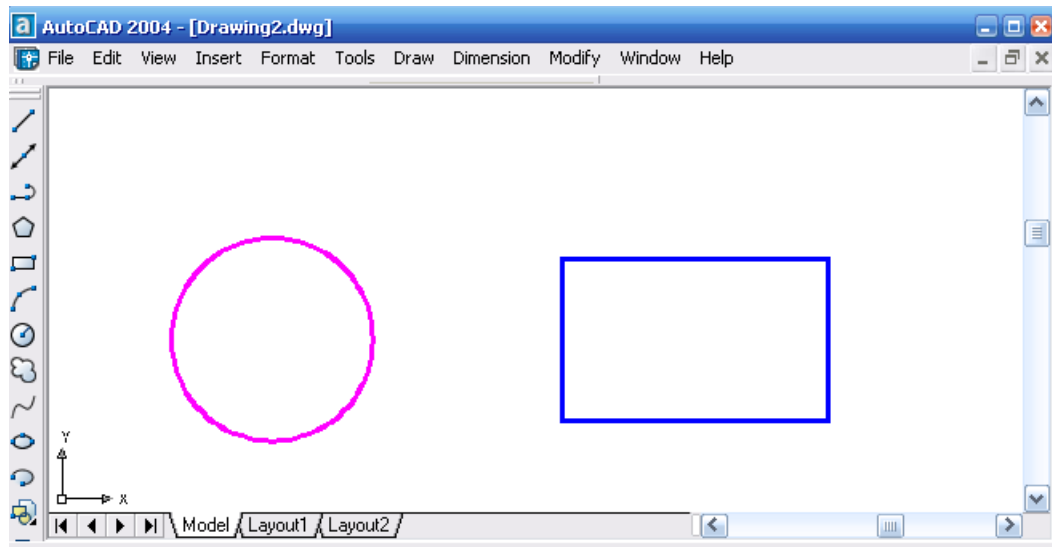 a AutoCAD 2004 - [Drawing2.dwg]
File Edit View Insert Format Tools Draw Dimension Modify Window Help
Y
X
Model Layout1 Layout2